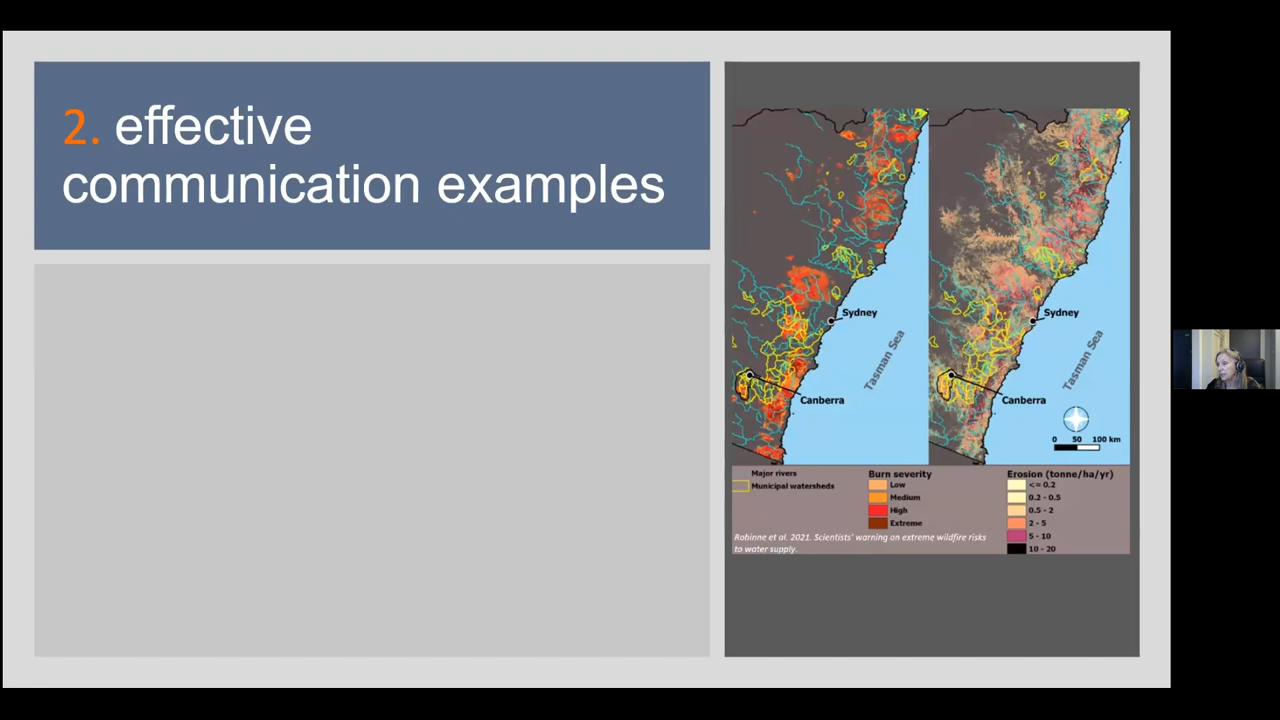 2. effective
communication examples
Sydney
Tasman Sea
Canberra
Sydney
Tasman Sea
Canberra
0 50 100 km
Major rivers
Municipal watersheds
Burn severity
Low
Medium
High
Extreme
Erosion (tonne/ha/yr)
<= 0.2
0.2 - 0.5
0.5 - 2
2 - 5
5 - 10
10 - 20
Robinne et al. 2021. Scientists' warning on extreme wildfire risks
to water supply.